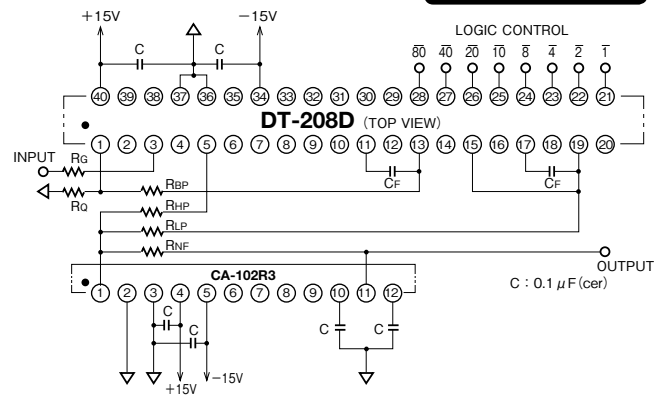 +15V
−15V
LOGIC CONTROL
C
C
80 40 20 10 8 4 2 1
40 39 38 37 36 35 34 33 32 31 30 29 28 27 26 25 24 23 22 21
DT-208D (TOP VIEW)
1 2 3 4 5 6 7 8 9 10 11 12 13 14 15 16 17 18 19 20
INPUT
RG
CF
CF
RQ
RBP
RHP
RLP
RNF
OUTPUT
CA-102R3
C : 0.1 μF(cer)
1 2 3 4 5 6 7 8 9 10 11 12
C
C
C
C
+15V
−15V